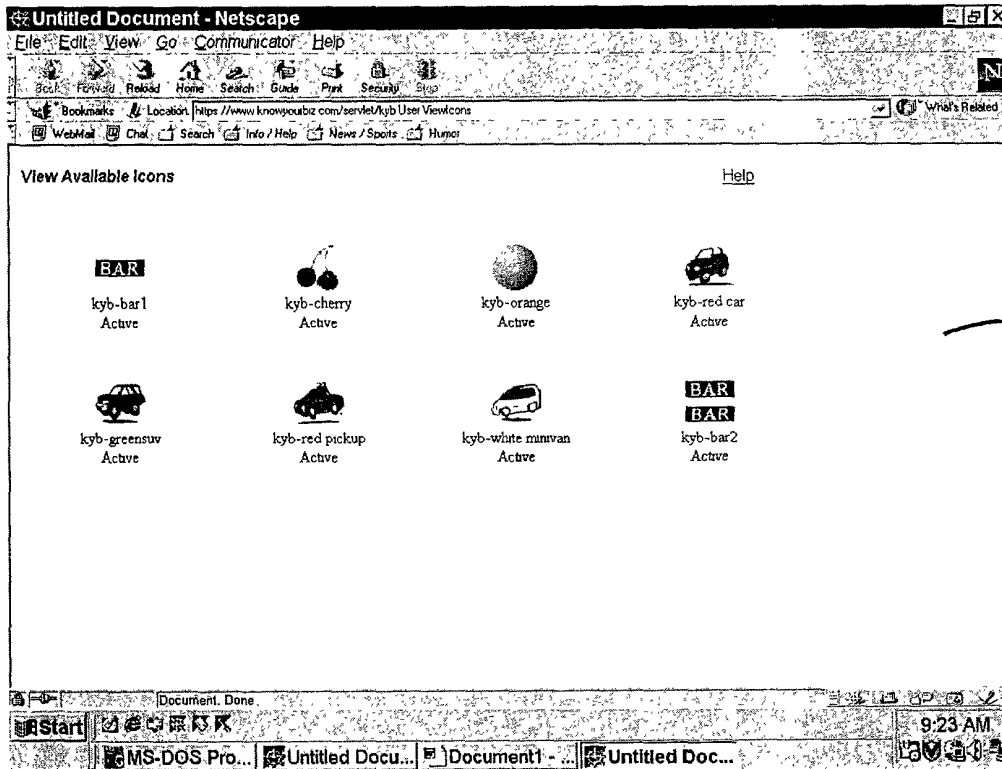 Untitled Document - Netscape
File Edit View Go Communicator Help
Back Forward Reload Home Search Guide Print Security Stop
N
Bookmarks Location https //www knowyourbiz com/servlet/kyb User ViewIcons What's Related
WebMail Chat Search Info / Help News / Sports Humor
View Available Icons Help
BAR
kyb-bar1 kyb-cherry kyb-orange kyb-red car
Active Active Active Active
BAR
BAR
kyb-greensuv kyb-red pickup kyb-white minivan kyb-bar2
Active Active Active Active
Document. Done
Start 9:23 AM
MS-DOS Pro... Untitled Docu... Document1 - ... Untitled Doc...